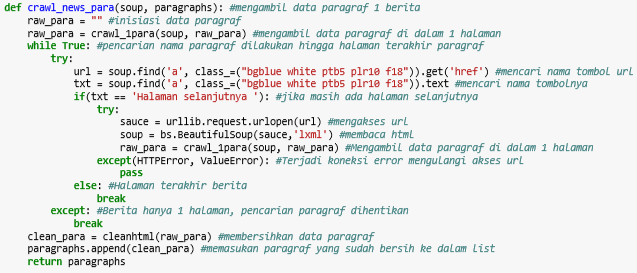 def crawl_news_para(soup, paragraphs): #mengambil data paragraf 1 berita
    raw_para = "" #inisiasi data paragraf
    raw_para = crawl_1para(soup, raw_para) #mengambil data paragraf di dalam 1 halaman
    while True: #pencarian nama paragraf dilakukan hingga halaman terakhir paragraf
        try:
            url = soup.find('a', class_=("bgblue white ptb5 plr10 f18")).get('href') #mencari nama tombol url
            txt = soup.find('a', class_=("bgblue white ptb5 plr10 f18")).text #mencari nama tombolnya
            if(txt == 'Halaman selanjutnya '): #jika masih ada halaman selanjutnya
                try:
                    sauce = urllib.request.urlopen(url) #mengakses url
                    soup = bs.BeautifulSoup(sauce,'lxml') #membaca html
                    raw_para = crawl_1para(soup, raw_para) #Mengambil data paragraf di dalam 1 halaman
                except(HTTPError, ValueError): #Terjadi koneksi error mengulangi akses url
                    pass
            else: #Halaman terakhir berita
                break
        except: #Berita hanya 1 halaman, pencarian paragraf dihentikan
            break
    clean_para = cleanhtml(raw_para) #membersihkan data paragraf
    paragraphs.append(clean_para) #memasukan paragraf yang sudah bersih ke dalam list
    return paragraphs